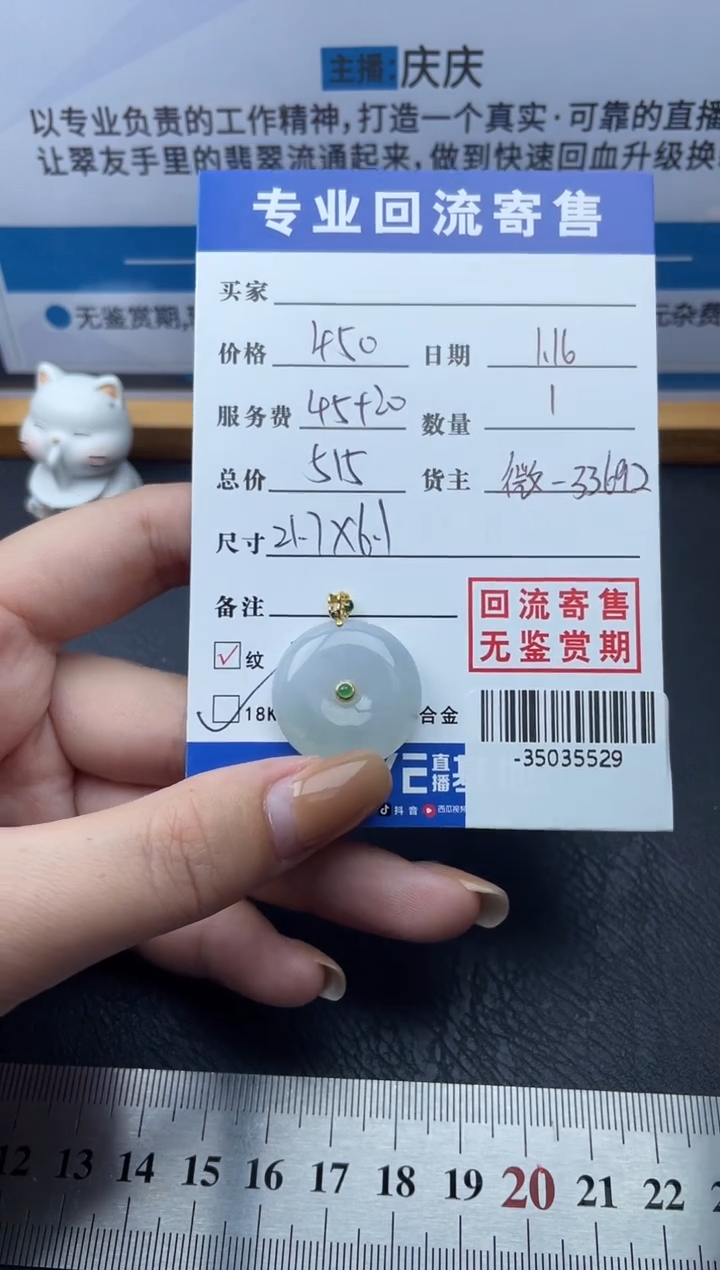 主播:庆庆
以专业负责的工作精神,打造一个真实·可靠的直播
让翠友手里的翡翠流通起来,做到快速回血升级换
无鉴赏期,
元杂费
专业回流寄售
买家
价格 450 日期 1.16
服务费 45+20 数量 1
总价 515 货主 微-33692
尺寸 21.7X6.1
备注
回流寄售
无鉴赏期
纹
18K
合金
直播
抖音 西瓜视频
-35035529
12 13 14 15 16 17 18 19 20 21 22